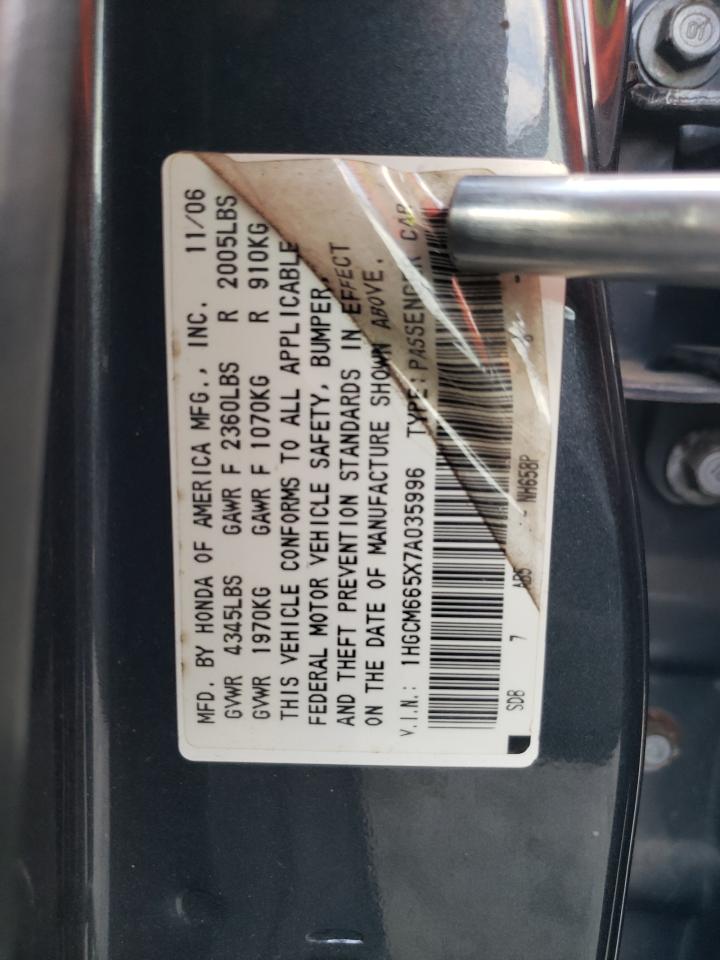 MFD. BY HONDA OF AMERICA MFG., INC. 11/06
GVWR 4345LBS GAWR F 2360LBS R 2005LBS
GVWR 1970KG GAWR F 1070KG R 910KG
THIS VEHICLE CONFORMS TO ALL APPLICABLE
FEDERAL MOTOR VEHICLE SAFETY, BUMPER,
AND THEFT PREVENTION STANDARDS IN EFFECT
ON THE DATE OF MANUFACTURE SHOWN ABOVE.
V.I.N.: 1HGCM665X7A035996 TYPE: PASSENGER CAR
SDB 7 AB5 - NH658P